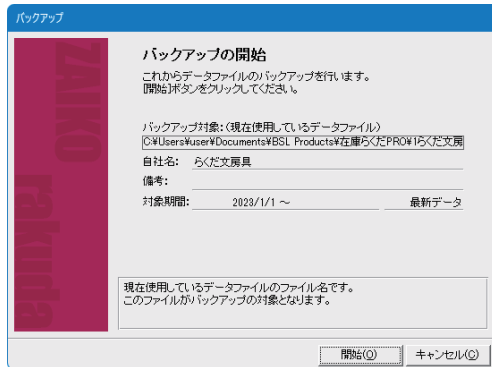 バックアップ
ZAIKO
rakuda
バックアップの開始
これからデータファイルのバックアップを行います。
[開始]ボタンをクリックしてください。
バックアップ対象：(現在使用しているデータファイル)
C:¥Users¥user¥Documents¥BSL Products¥在庫らくだPRO¥1らくだ文房
自社名： らくだ文房具
備考：
対象期間： 2023/1/1 ～ 最新データ
現在使用しているデータファイルのファイル名です。
このファイルがバックアップの対象となります。
開始(O) キャンセル(C)